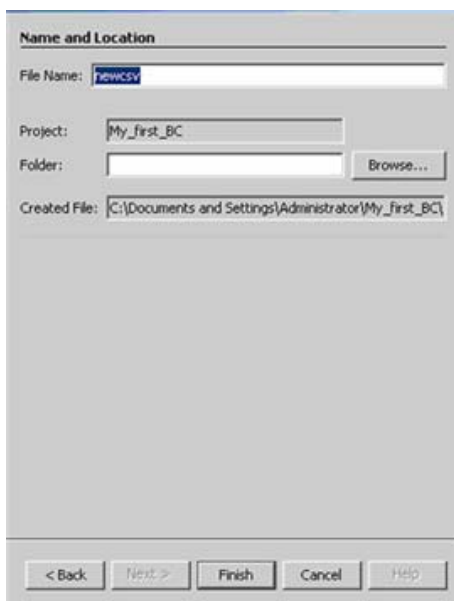 Name and Location
File Name: newcsv
Project: My_first_BC
Folder: Browse...
Created File: C:\Documents and Settings\Administrator\My_first_BC\
< Back Next > Finish Cancel Help